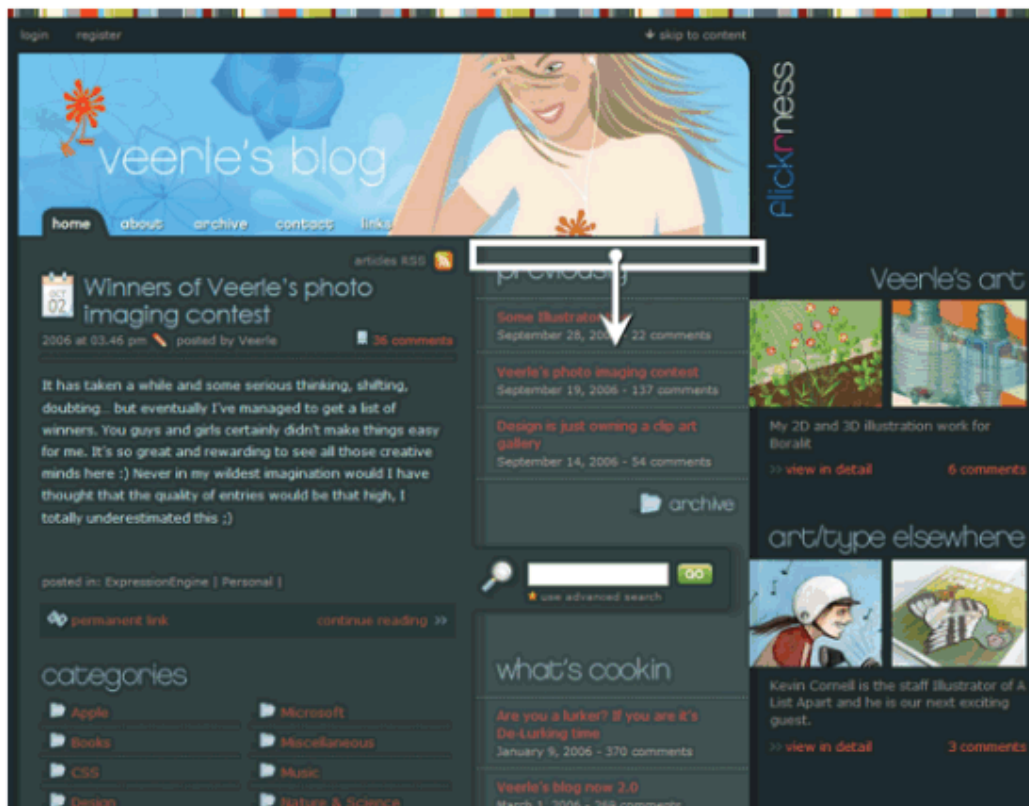 login register
skip to content
veerle's blog
home about archive contact links
articles RSS
OCT
02
Winners of Veerle's photo
imaging contest
2006 at 03.46 pm posted by Veerle 36 comments
It has taken a while and some serious thinking, shifting,
doubting... but eventually I've managed to get a list of
winners. You guys and girls certainly didn't make things easy
for me. It's so great and rewarding to see all those creative
minds here :) Never in my wildest imagination would I have
thought that the quality of entries would be that high, I
totally underestimated this ;)
posted in: ExpressionEngine | Personal |
permanent link continue reading >>
categories
Apple
Microsoft
Books
Miscellaneous
CSS
Music
Design
Nature & Science
previously
Some Illustrator
September 28, 22 comments
Veerle's photo imaging contest
September 19, 2006 - 137 comments
Design is just owning a clip art
gallery
September 14, 2006 - 54 comments
archive
GO
use advanced search
what's cookin
Are you a lurker? If you are it's
De-Lurking time
January 9, 2006 - 370 comments
Veerle's blog now 2.0
March 1, 2006 - 269 comments
flickrness
Veerle's art
My 2D and 3D illustration work for
Boralit
>> view in detail 6 comments
art/type elsewhere
Kevin Cornell is the staff Illustrator of A
List Apart and he is our next exciting
guest.
>> view in detail 3 comments